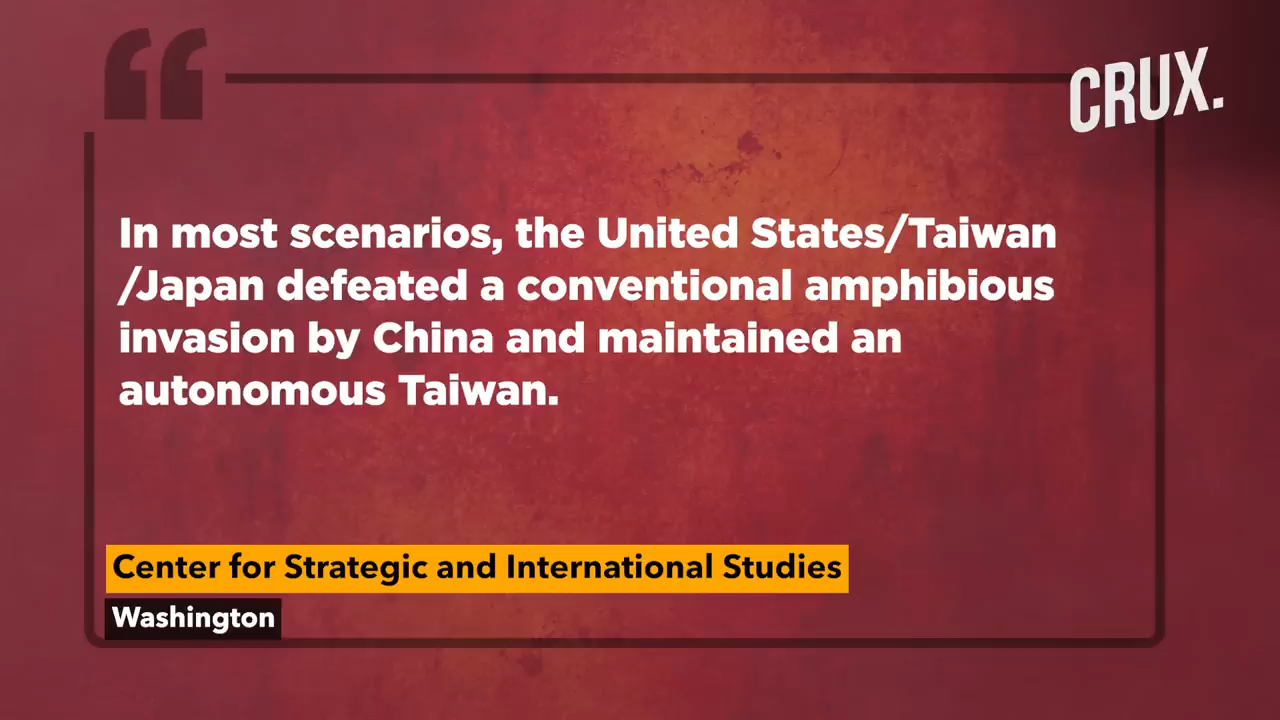 CRUX.
In most scenarios, the United States/Taiwan
/Japan defeated a conventional amphibious
invasion by China and maintained an
autonomous Taiwan.
Center for Strategic and International Studies
Washington